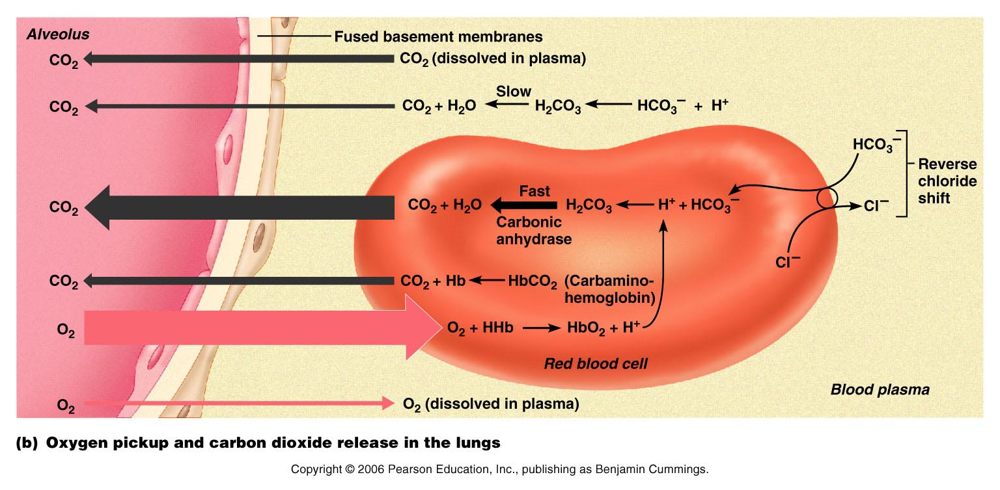 Alveolus
Fused basement membranes
CO₂
CO₂ (dissolved in plasma)
Slow
CO₂
CO₂ + H₂O
H₂CO₃
HCO₃⁻ + H⁺
HCO₃⁻
Reverse
chloride
shift
Fast
CO₂
CO₂ + H₂O
H₂CO₃
H⁺ + HCO₃⁻
Cl⁻
Carbonic
anhydrase
Cl⁻
CO₂
CO₂ + Hb
HbCO₂ (Carbamino-
hemoglobin)
O₂
O₂ + HHb
HbO₂ + H⁺
Red blood cell
Blood plasma
O₂
O₂ (dissolved in plasma)
(b) Oxygen pickup and carbon dioxide release in the lungs
Copyright © 2006 Pearson Education, Inc., publishing as Benjamin Cummings.